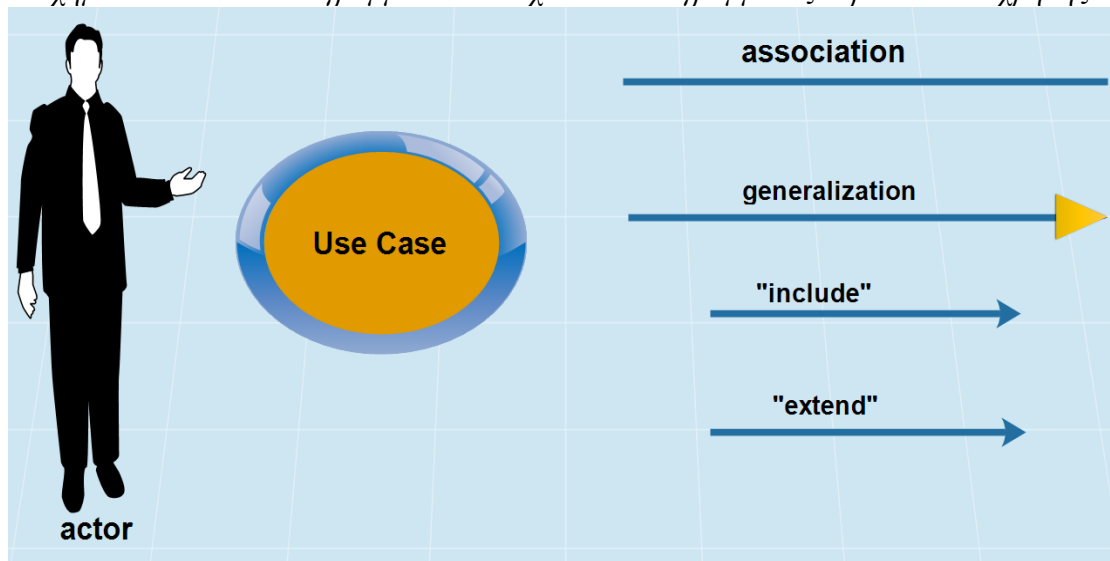 association
generalization
Use Case
"include"
"extend"
actor